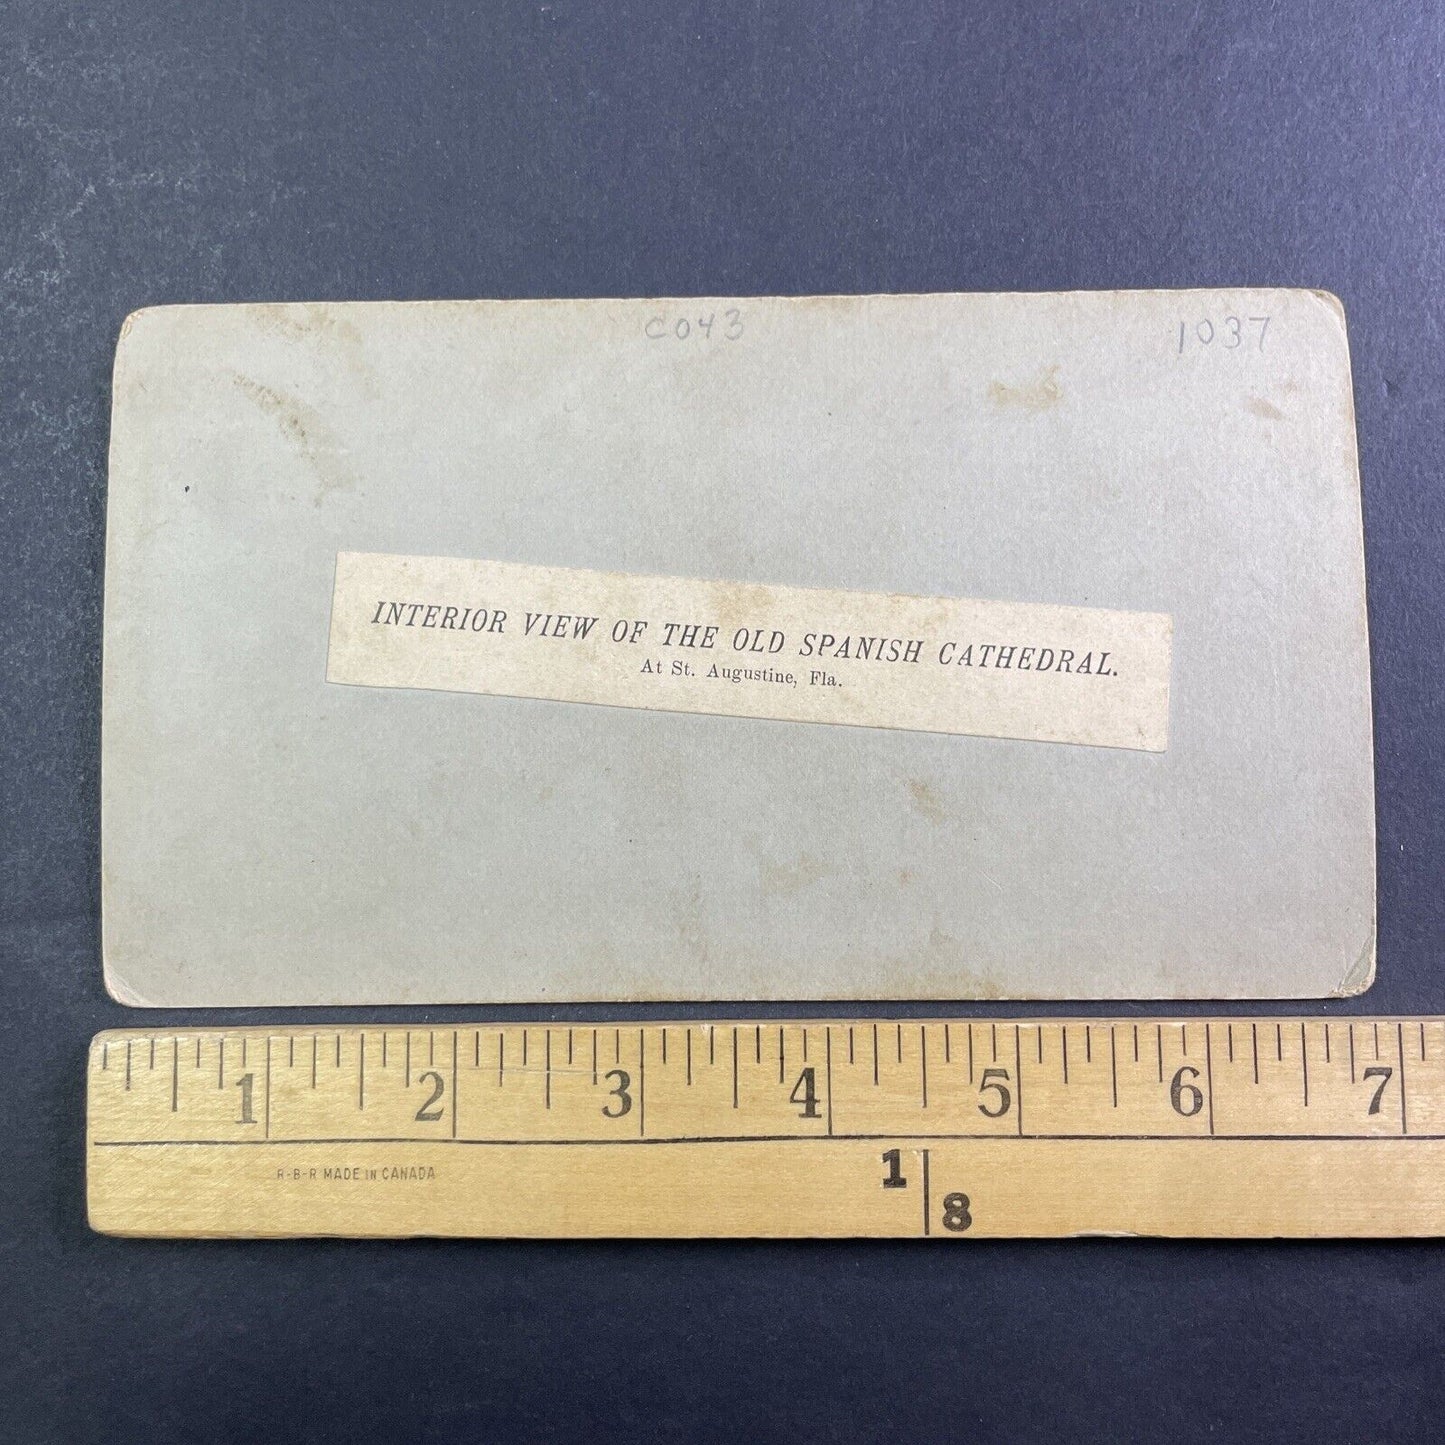 C043
1037
INTERIOR VIEW OF THE OLD SPANISH CATHEDRAL.
At St. Augustine, Fla.
1 2 3 4 5 6 7
R-B-R MADE IN CANADA
1
8